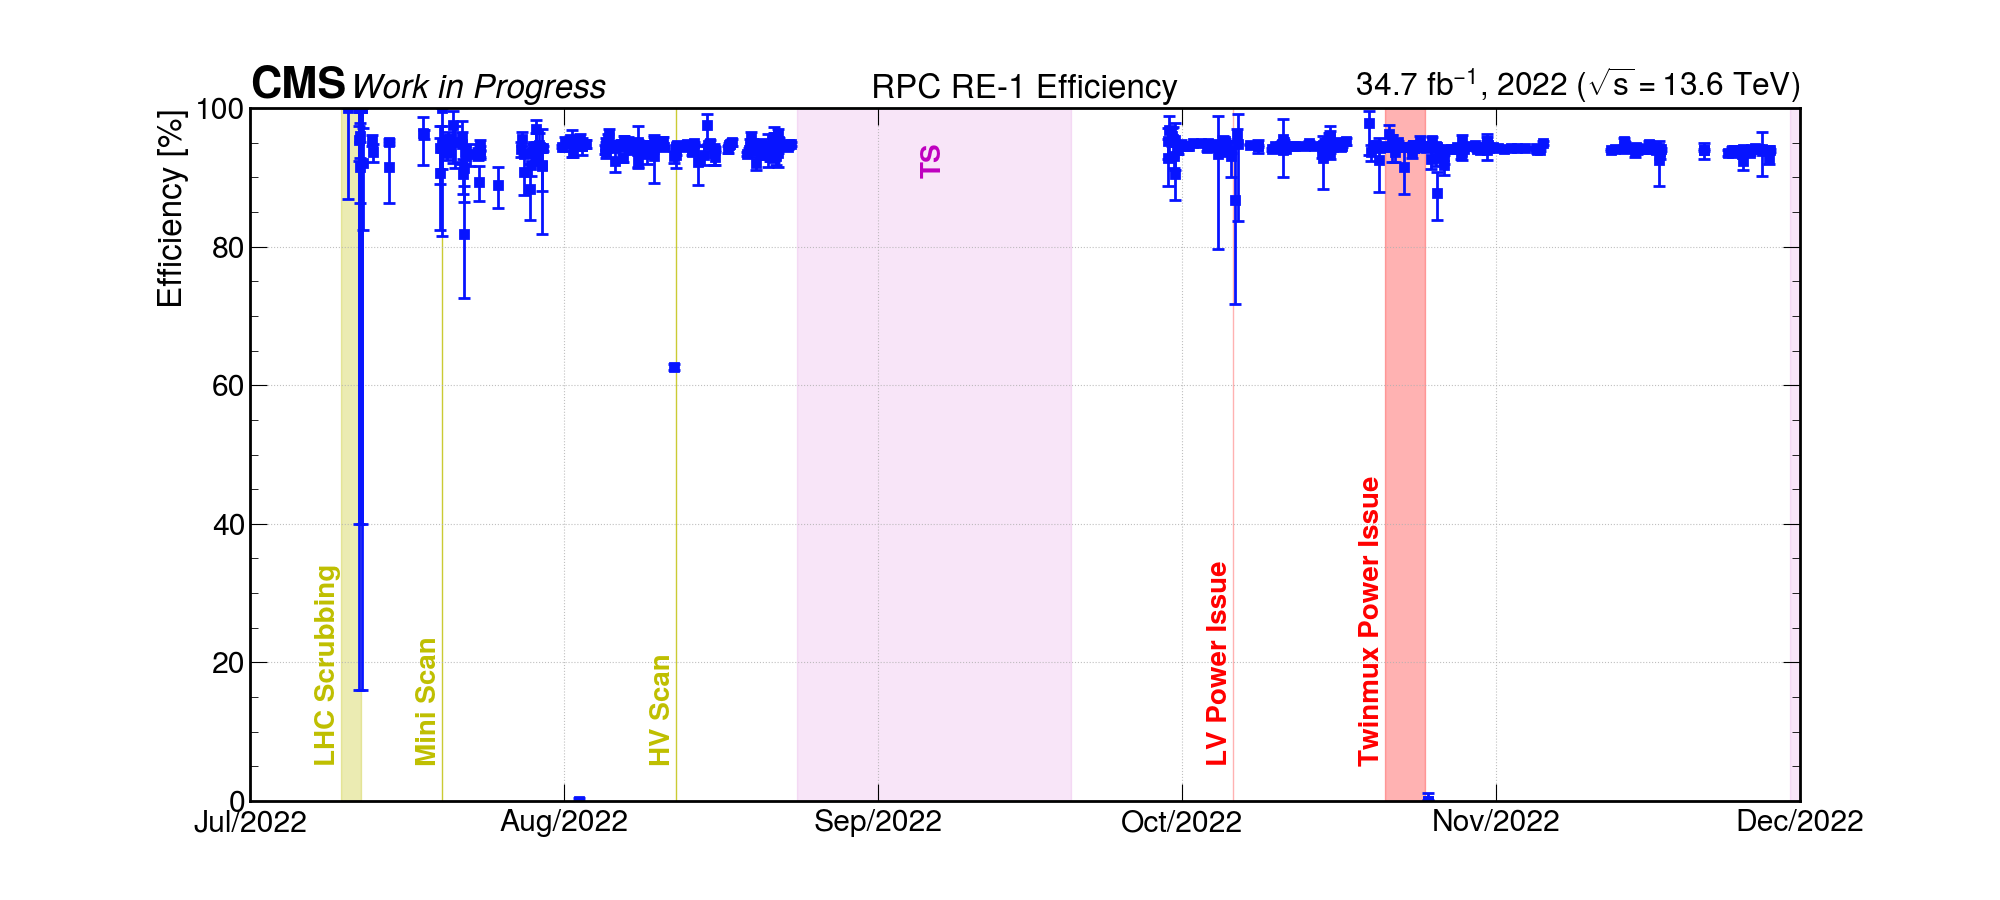 CMS Work in Progress RPC RE-1 Efficiency 34.7 fb⁻¹, 2022 (√s = 13.6 TeV)
Efficiency [%]
100
80
60
40
20
0
LHC Scrubbing
Mini Scan
HV Scan
TS
LV Power Issue
Twinmux Power Issue
Jul/2022 Aug/2022 Sep/2022 Oct/2022 Nov/2022 Dec/2022